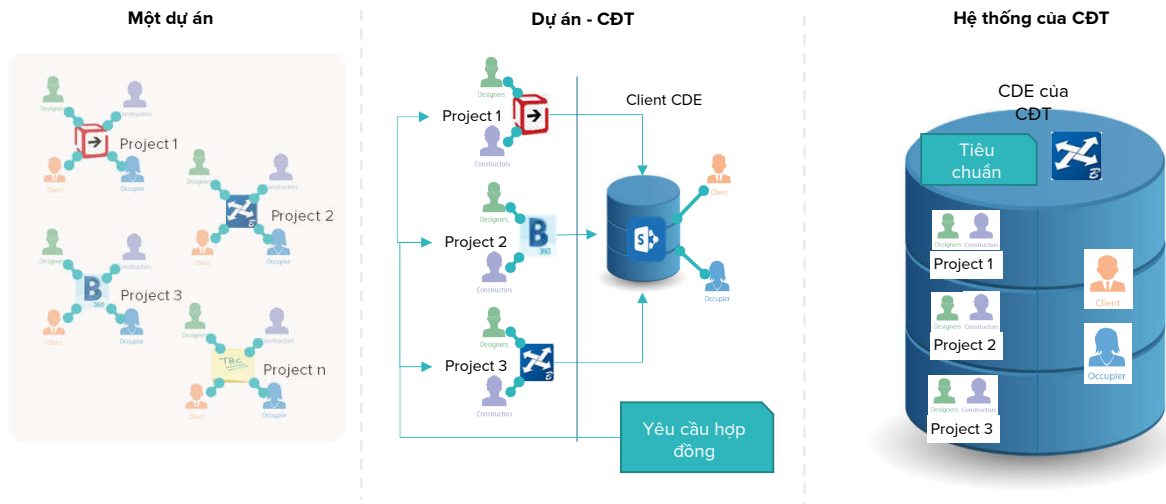 Một dự án
Designers
Constructors
Project 1
Client
Occupier
Designers
Constructors
Project 2
Client
Occupier
Designers
Constructors
B
360
Project 3
Client
Occupier
Designers
Constructors
TBC
Project n
Client
Occupier
Dự án - CĐT
Designers
Project 1
Constructors
Designers
Project 2
B
360
Constructors
Designers
Project 3
B
Constructors
Client CDE
S
Client
Occupier
Yêu cầu hợp
đồng
Hệ thống của CĐT
CDE của
CĐT
Tiêu
chuẩn
B
Designers
Constructors
Project 1
Designers
Constructors
Project 2
Designers
Constructors
Project 3
Client
Occupier